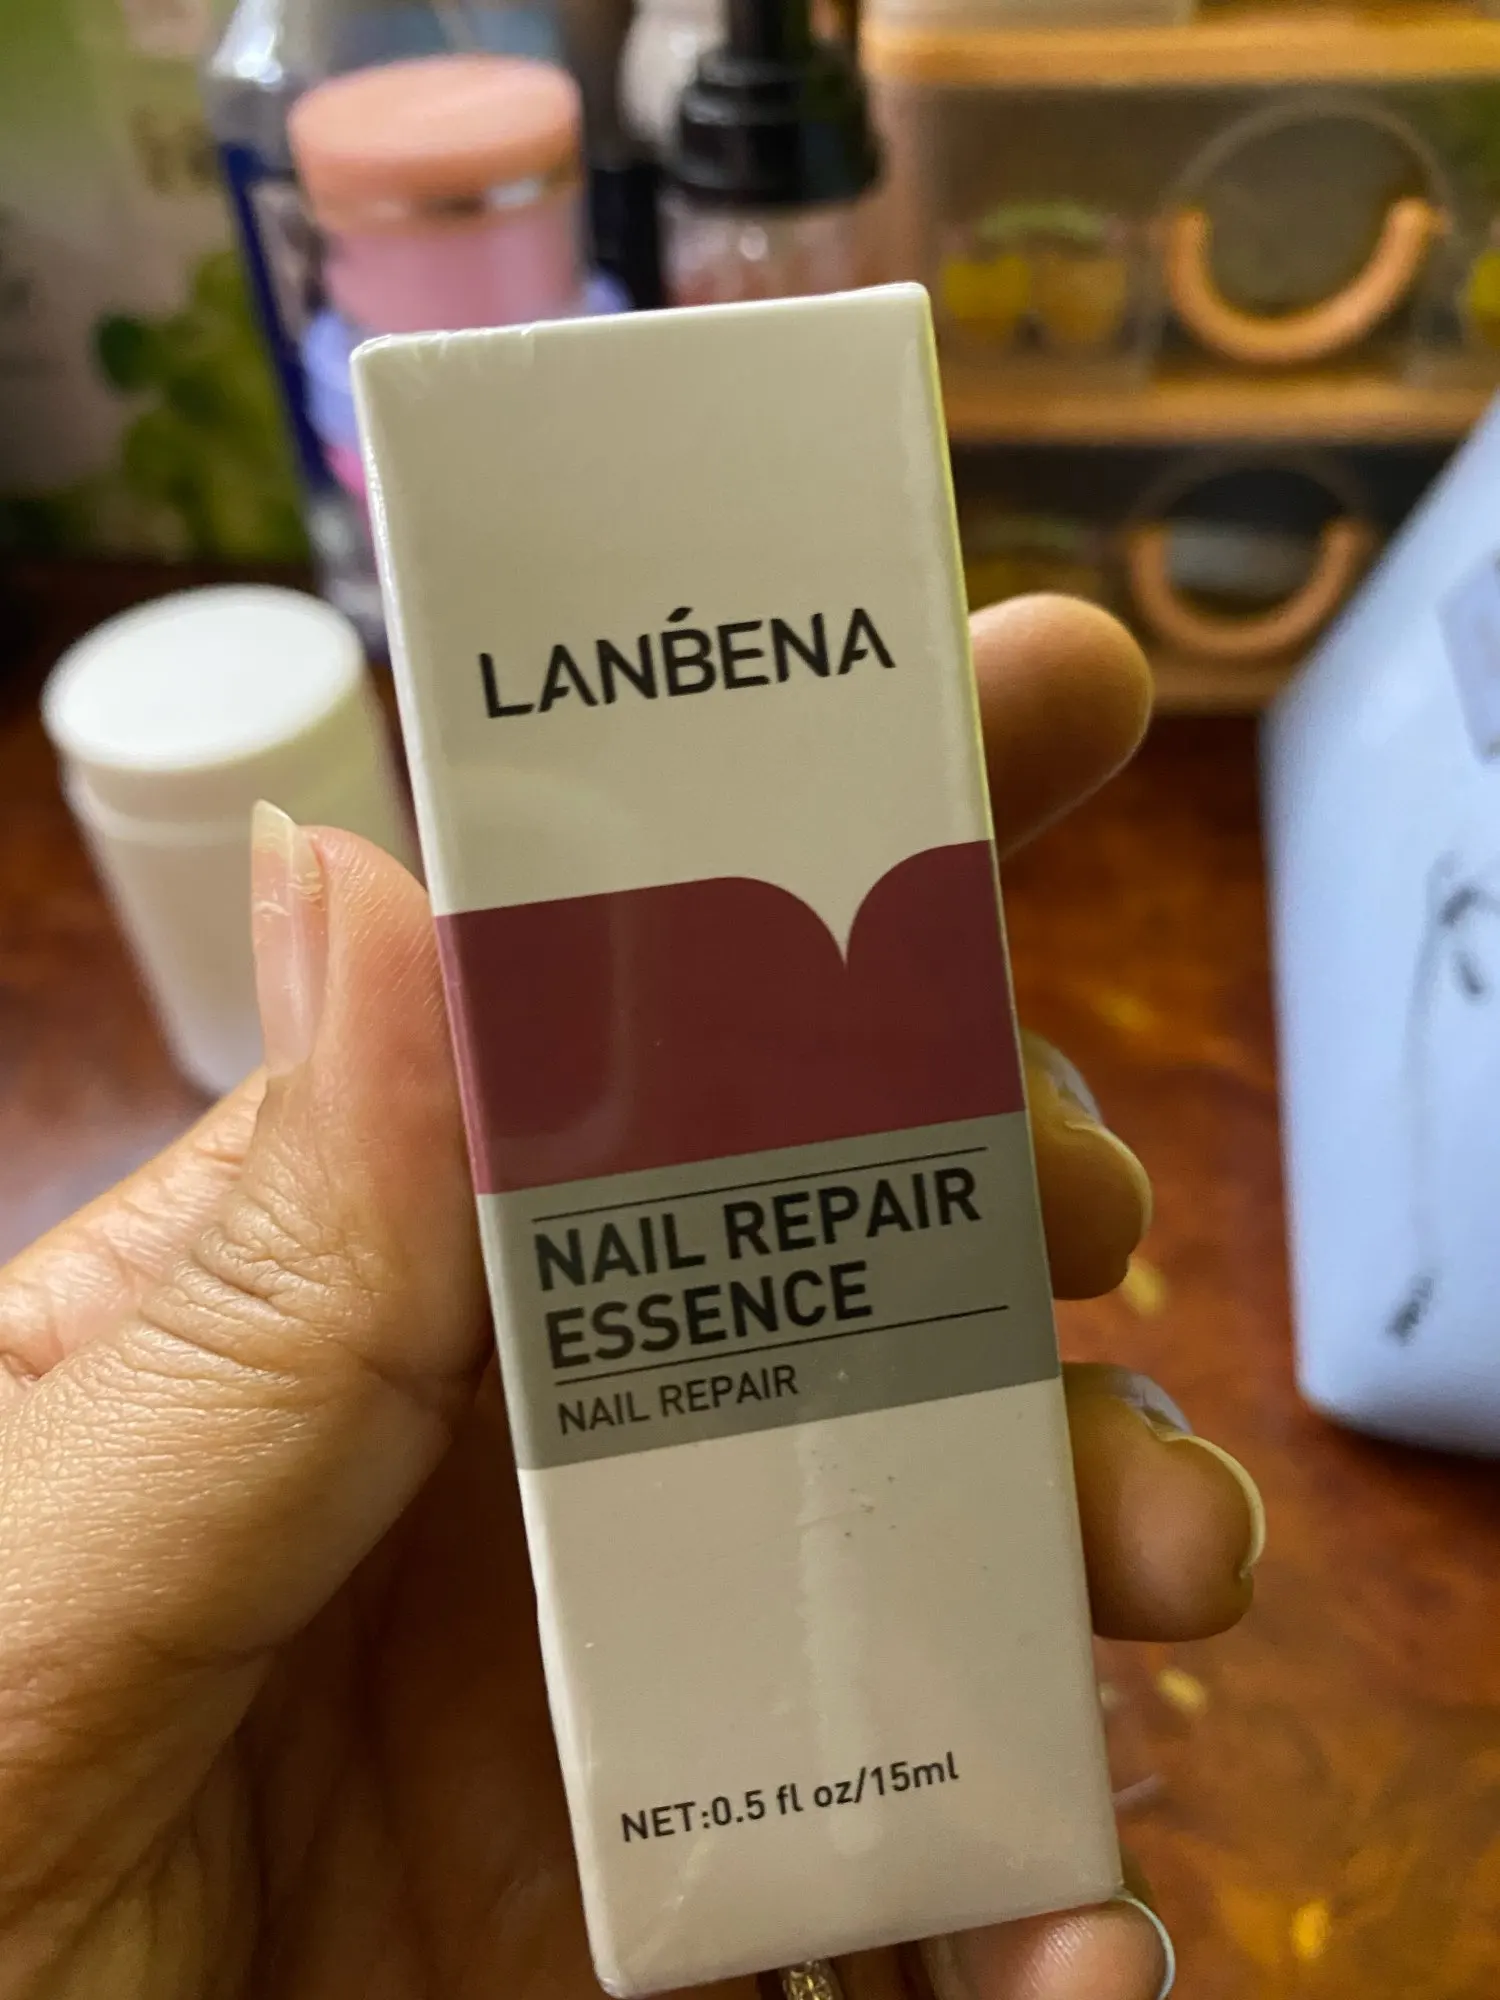 LANBENA
NAIL REPAIR
ESSENCE
NAIL REPAIR
NET:0.5 fl oz/15ml